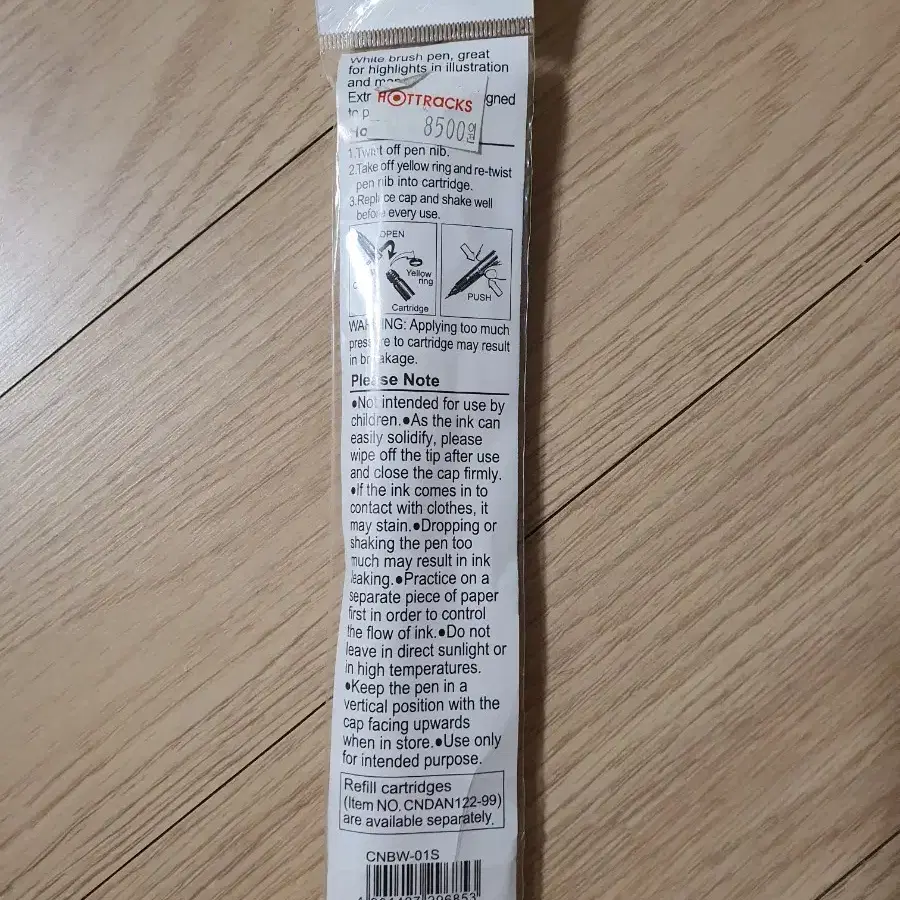 White brush pen, great
for highlights in illustration
and
Extr gned
to p
HOTTRACKS
8500원
1.Twist off pen nib.
2.Take off yellow ring and re-twist
pen nib into cartridge.
3.Replace cap and shake well
before every use.
OPEN
Yellow
ring
Cartridge
PUSH
WARNING: Applying too much
pressure to cartridge may result
in breakage.
Please Note
●Not intended for use by
children.●As the ink can
easily solidify, please
wipe off the tip after use
and close the cap firmly.
●If the ink comes in to
contact with clothes, it
may stain.●Dropping or
shaking the pen too
much may result in ink
leaking.●Practice on a
separate piece of paper
first in order to control
the flow of ink.●Do not
leave in direct sunlight or
in high temperatures.
●Keep the pen in a
vertical position with the
cap facing upwards
when in store.●Use only
for intended purpose.
Refill cartridges
(Item NO. CNDAN122-99)
are available separately.
CNBW-01S